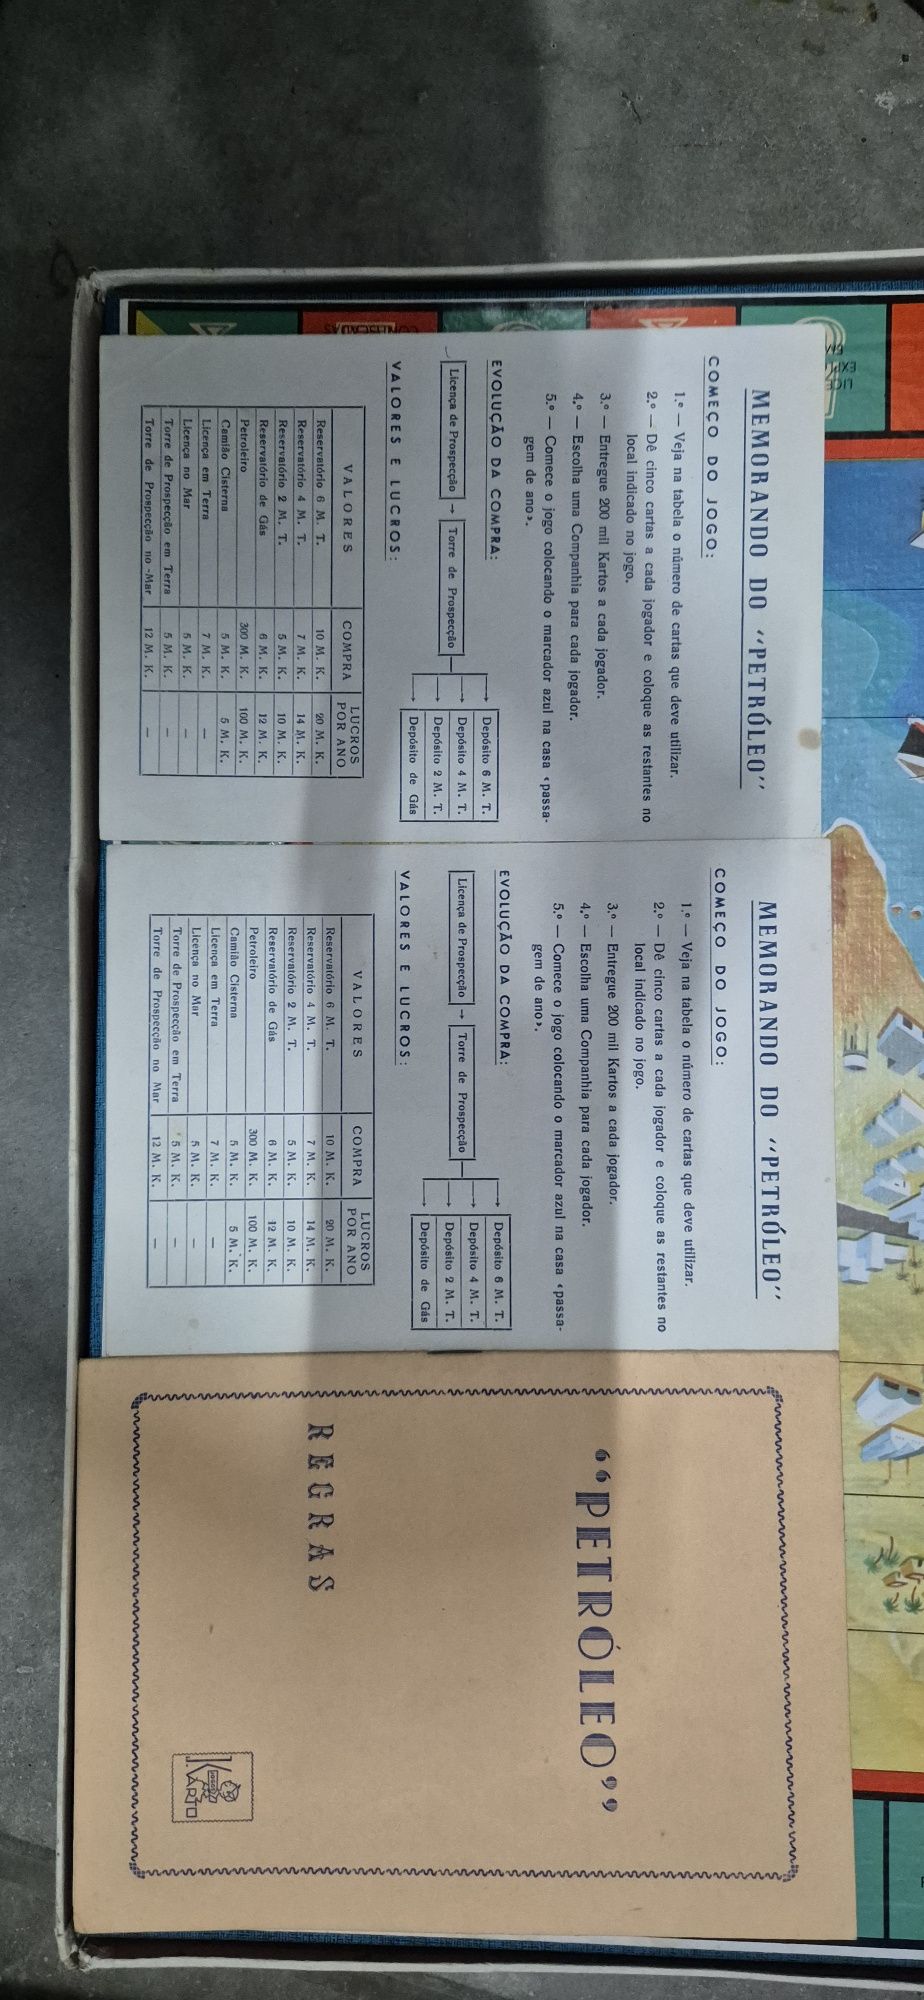 MEMORANDO DO “PETRÓLEO”
COMEÇO DO JOGO:
1.º — Veja na tabela o número de cartas que deve utilizar.
2.º — Dê cinco cartas a cada jogador e coloque as restantes no
local indicado no jogo.
3.º — Entregue 200 mil Kartos a cada jogador.
4.º — Escolha uma Companhia para cada jogador.
5.º — Comece o jogo colocando o marcador azul na casa «passa-
gem de ano».
EVOLUÇÃO DA COMPRA:
Licença de Prospecção → Torre de Prospecção
Depósito 6 M. T.
Depósito 4 M. T.
Depósito 2 M. T.
Depósito de Gás
VALORES E LUCROS:
VALORES COMPRA LUCROS POR ANO
Reservatório 6 M. T. 10 M. K. 20 M. K.
Reservatório 4 M. T. 7 M. K. 14 M. K.
Reservatório 2 M. T. 5 M. K. 10 M. K.
Reservatório de Gás 6 M. K. 12 M. K.
Petroleiro 300 M. K. 100 M. K.
Camião Cisterna 5 M. K. 5 M. K.
Licença em Terra 7 M. K. —
Licença no Mar 5 M. K. —
Torre de Prospecção em Terra 5 M. K. —
Torre de Prospecção no -Mar 12 M. K. —
MEMORANDO DO “PETRÓLEO”
COMEÇO DO JOGO:
1.º — Veja na tabela o número de cartas que deve utilizar.
2.º — Dê cinco cartas a cada jogador e coloque as restantes no
local indicado no jogo.
3.º — Entregue 200 mil Kartos a cada jogador.
4.º — Escolha uma Companhia para cada jogador.
5.º — Comece o jogo colocando o marcador azul na casa «passa-
gem de ano».
EVOLUÇÃO DA COMPRA:
Licença de Prospecção → Torre de Prospecção
Depósito 6 M. T.
Depósito 4 M. T.
Depósito 2 M. T.
Depósito de Gás
VALORES E LUCROS:
VALORES COMPRA LUCROS POR ANO
Reservatório 6 M. T. 10 M. K. 20 M. K.
Reservatório 4 M. T. 7 M. K. 14 M. K.
Reservatório 2 M. T. 5 M. K. 10 M. K.
Reservatório de Gás 6 M. K. 12 M. K.
Petroleiro 300 M. K. 100 M. K.
Camião Cisterna 5 M. K. 5 M. K.
Licença em Terra 7 M. K. —
Licença no Mar 5 M. K. —
Torre de Prospecção em Terra 5 M. K. —
Torre de Prospecção no Mar 12 M. K. —
“PETRÓLEO”
REGRAS
KARTO